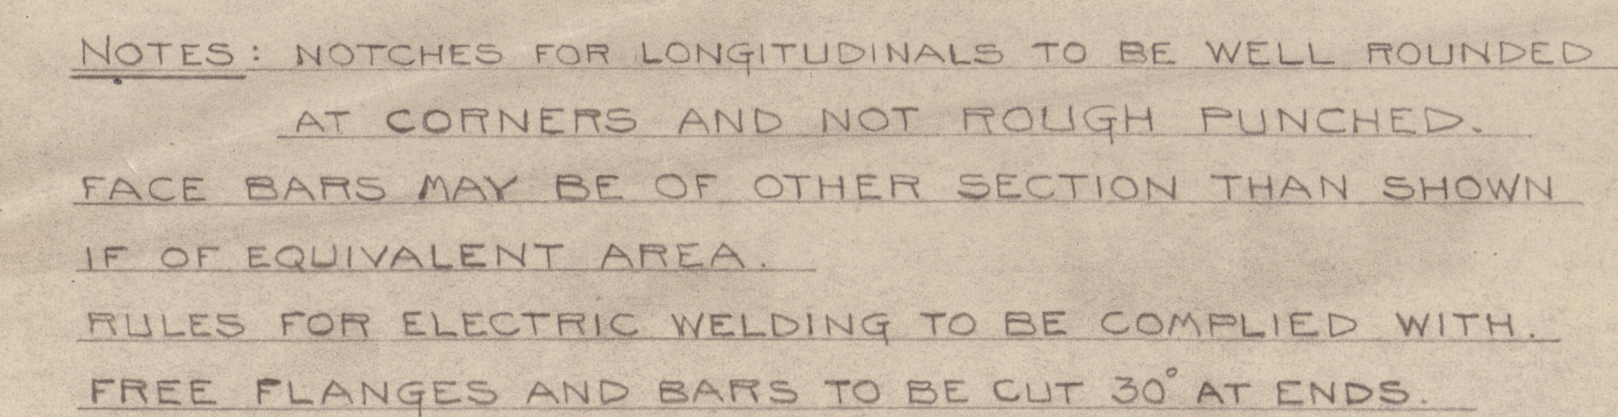 NOTES: NOTCHES FOR LONGITUDINALS TO BE WELL ROUNDED
AT CORNERS AND NOT ROUGH PUNCHED.
FACE BARS MAY BE OF OTHER SECTION THAN SHOWN
IF OF EQUIVALENT AREA.
RULES FOR ELECTRIC WELDING TO BE COMPLIED WITH.
FREE FLANGES AND BARS TO BE CUT 30° AT ENDS.